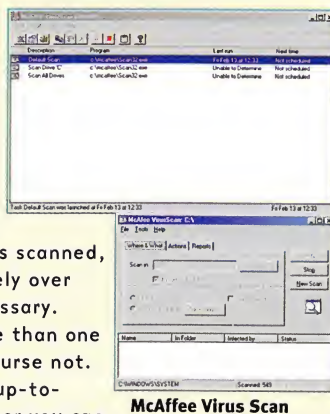 Description Program Last run Next time
Default Scan c:\mcafee\Scan32.exe Fri Feb 13 at 12:33 Not scheduled
Scan Drive 'C' c:\mcafee\Scan32.exe Unable to Determine Not scheduled
Scan All Drives c:\mcafee\Scan32.exe Unable to Determine Not scheduled
Task Default Scan was launched at Fri Feb 13 at 12:33 Fri Feb 13 at 12:33
McAfee VirusScan: C:\
File Tools Help
Where & What Actions Reports
Scan in:
Stop
New Scan
Name In Folder Infected by Status
C:\WINDOWS\SYSTEM Scanned: 549
s scanned,
ely over
ssary.
e than one
urse not.
up-to-
McAffee Virus Scan